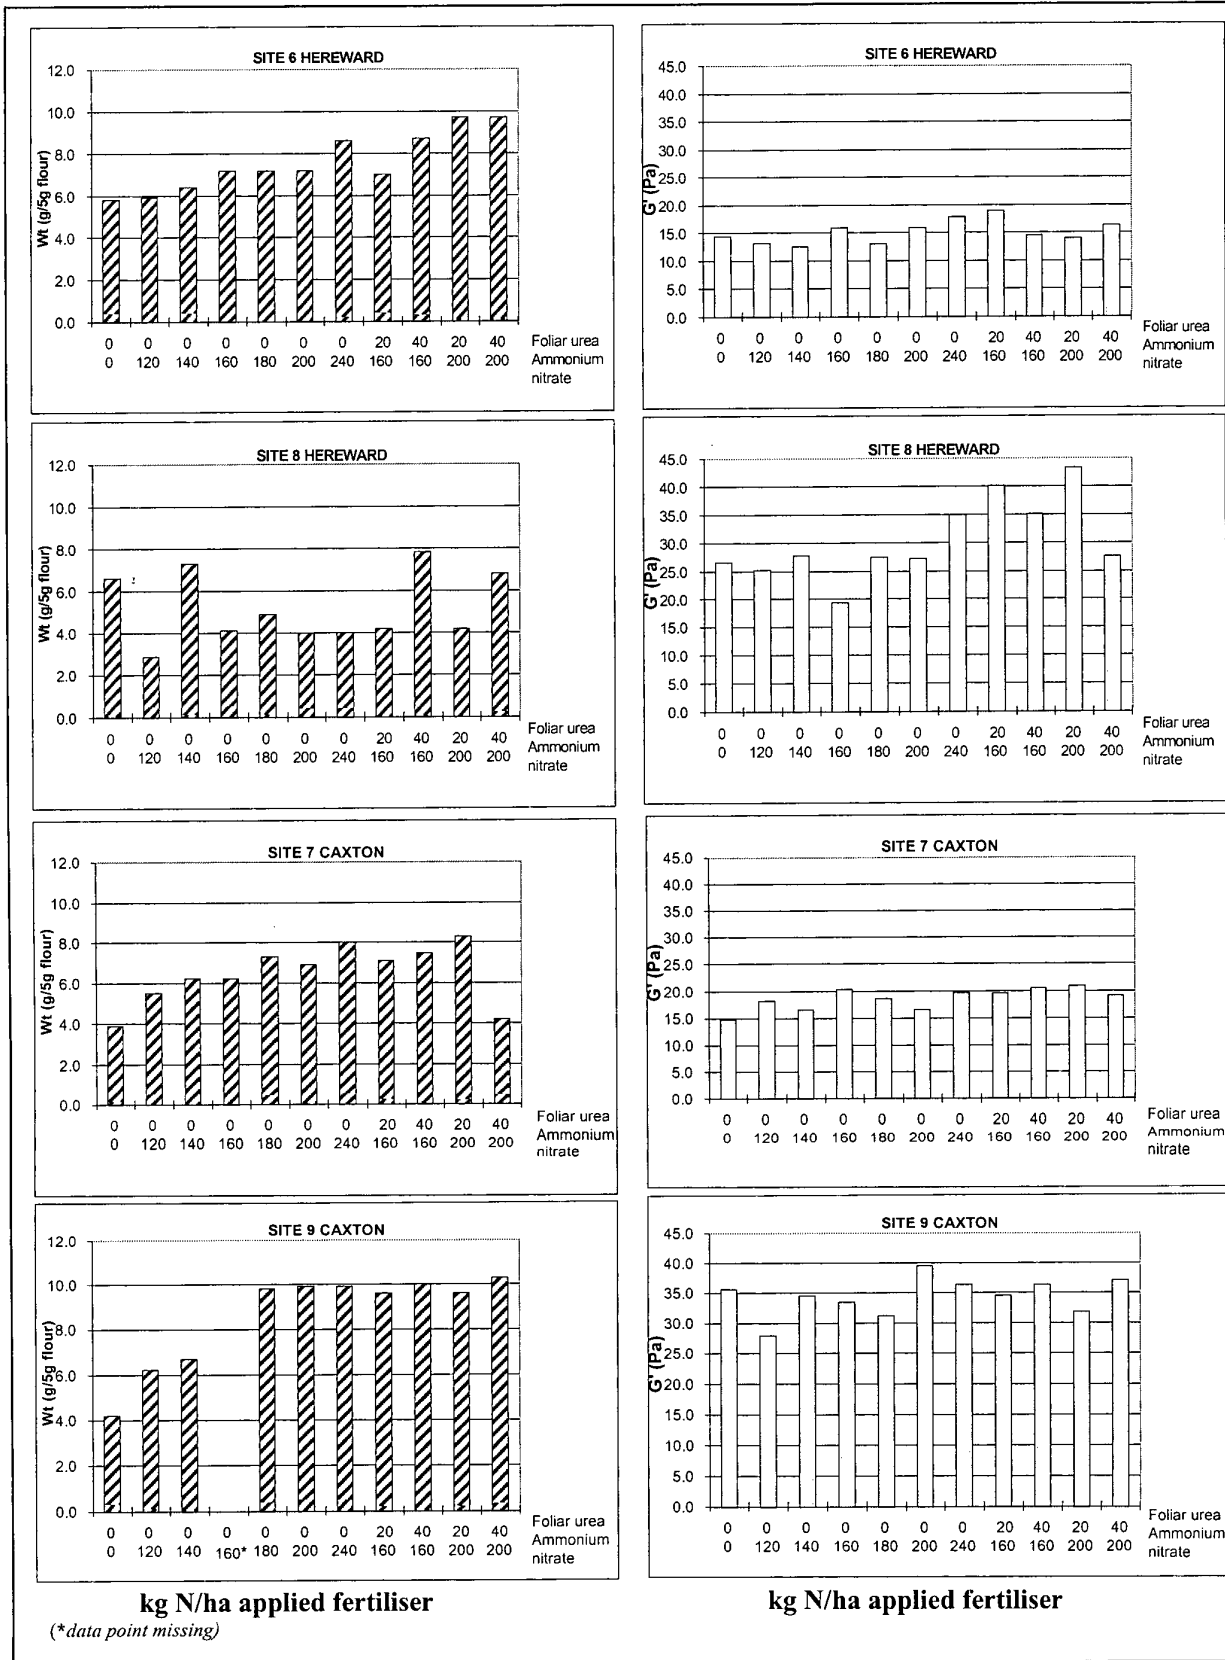 SITE 6 HEREWARD
12.0
10.0
8.0
6.0
4.0
2.0
0.0
Wt (g/5g flour)
0 0 0 0 0 0 0 20 40 20 40 Foliar urea
0 120 140 160 180 200 240 160 160 200 200 Ammonium
nitrate
SITE 6 HEREWARD
45.0
40.0
35.0
30.0
25.0
20.0
15.0
10.0
5.0
0.0
G' (Pa)
0 0 0 0 0 0 0 20 40 20 40 Foliar urea
0 120 140 160 180 200 240 160 160 200 200 Ammonium
nitrate
SITE 8 HEREWARD
12.0
10.0
8.0
6.0
4.0
2.0
0.0
Wt (g/5g flour)
0 0 0 0 0 0 0 20 40 20 40 Foliar urea
0 120 140 160 180 200 240 160 160 200 200 Ammonium
nitrate
SITE 8 HEREWARD
45.0
40.0
35.0
30.0
25.0
20.0
15.0
10.0
5.0
0.0
G' (Pa)
0 0 0 0 0 0 0 20 40 20 40 Foliar urea
0 120 140 160 180 200 240 160 160 200 200 Ammonium
nitrate
SITE 7 CAXTON
12.0
10.0
8.0
6.0
4.0
2.0
0.0
Wt (g/5g flour)
0 0 0 0 0 0 0 20 40 20 40 Foliar urea
0 120 140 160 180 200 240 160 160 200 200 Ammonium
nitrate
SITE 7 CAXTON
45.0
40.0
35.0
30.0
25.0
20.0
15.0
10.0
5.0
0.0
G' (Pa)
0 0 0 0 0 0 0 20 40 20 40 Foliar urea
0 120 140 160 180 200 240 160 160 200 200 Ammonium
nitrate
SITE 9 CAXTON
12.0
10.0
8.0
6.0
4.0
2.0
0.0
Wt (g/5g flour)
0 0 0 0 0 0 0 20 40 20 40 Foliar urea
0 120 140 160* 180 200 240 160 160 200 200 Ammonium
nitrate
SITE 9 CAXTON
45.0
40.0
35.0
30.0
25.0
20.0
15.0
10.0
5.0
0.0
G' (Pa)
0 0 0 0 0 0 0 20 40 20 40 Foliar urea
0 120 140 160 180 200 240 160 160 200 200 Ammonium
nitrate
kg N/ha applied fertiliser
(*data point missing)
kg N/ha applied fertiliser